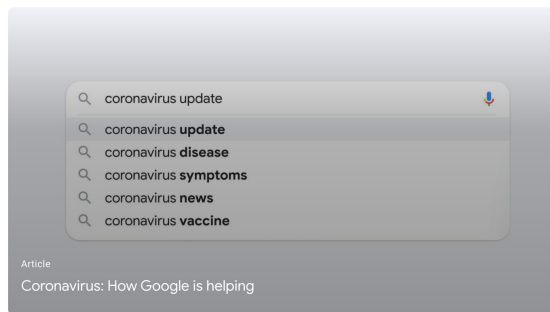 coronavirus update
coronavirus update
coronavirus disease
coronavirus symptoms
coronavirus news
coronavirus vaccine
Article
Coronavirus: How Google is helping